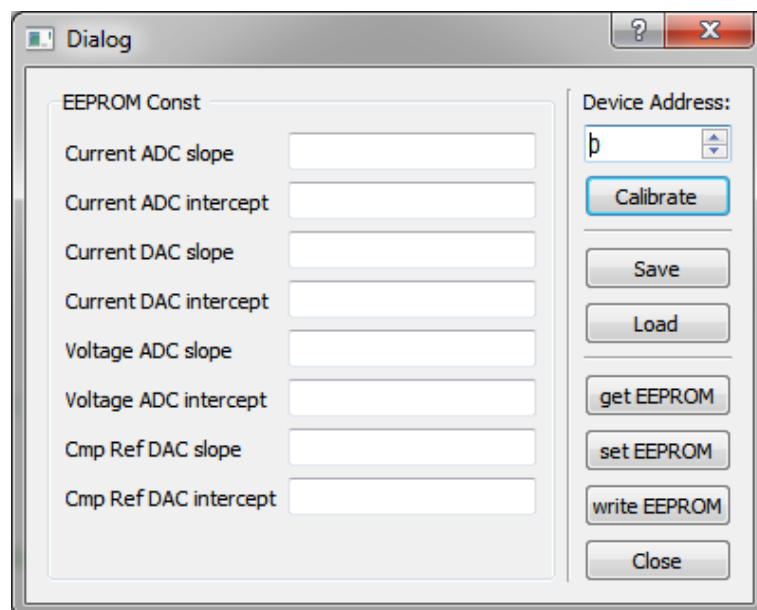 Dialog
EEPROM Const
Current ADC slope
Current ADC intercept
Current DAC slope
Current DAC intercept
Voltage ADC slope
Voltage ADC intercept
Cmp Ref DAC slope
Cmp Ref DAC intercept
Device Address:
0
Calibrate
Save
Load
get EEPROM
set EEPROM
write EEPROM
Close